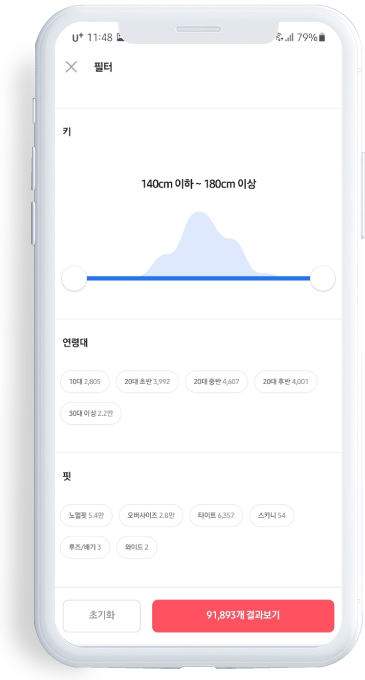 U+ 11:48
79%
필터
키
140cm 이하 ~ 180cm 이상
연령대
10대 2,805 20대 초반 3,992 20대 중반 4,607 20대 후반 4,001
30대 이상 2.2만
핏
노멀핏 5.4만 오버사이즈 2.8만 타이트 6,357 스키니 54
루즈/배기 3 와이드 2
초기화 91,893개 결과보기